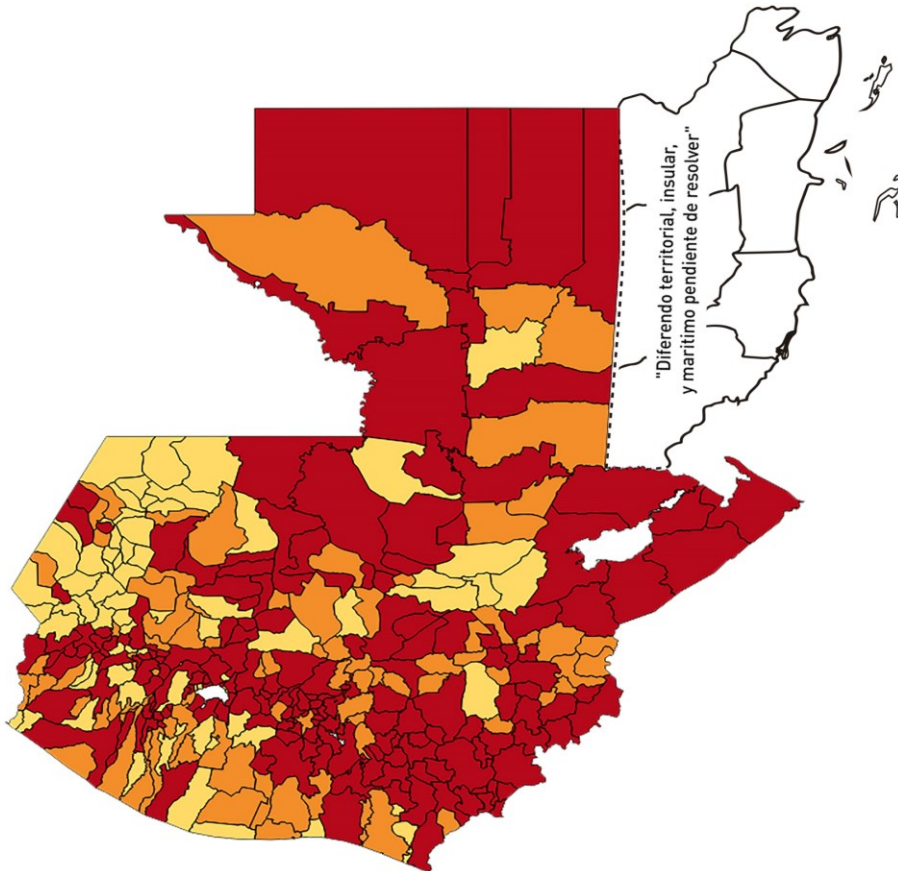 "Diferendo territorial, insular,
y marítimo pendiente de resolver"